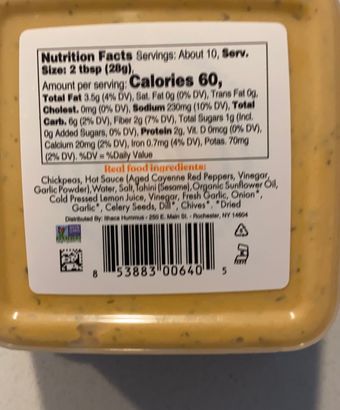 Nutrition Facts Servings: About 10, Serv.
Size: 2 tbsp (28g),
Amount per serving: Calories 60,
Total Fat 3.5g (4% DV), Sat. Fat 0g (0% DV), Trans Fat 0g,
Cholest. 0mg (0% DV), Sodium 230mg (10% DV), Total
Carb. 6g (2% DV), Fiber 2g (7% DV), Total Sugars 1g (Incl.
0g Added Sugars, 0% DV), Protein 2g, Vit. D 0mcg (0% DV),
Calcium 20mg (2% DV), Iron 0.7mg (4% DV), Potas. 70mg
(2% DV). %DV = %Daily Value
Real food ingredients:
Chickpeas, Hot Sauce (Aged Cayenne Red Peppers, Vinegar,
Garlic Powder), Water, Salt, Tahini (Sesame), Organic Sunflower Oil,
Cold Pressed Lemon Juice, Vinegar, Fresh Garlic, Onion*,
Garlic*, Celery Seeds, Dill*, Chives*. *Dried
Distributed By: Ithaca Hummus - 250 E. Main St. - Rochester, NY 14604
8 53883 00640 5